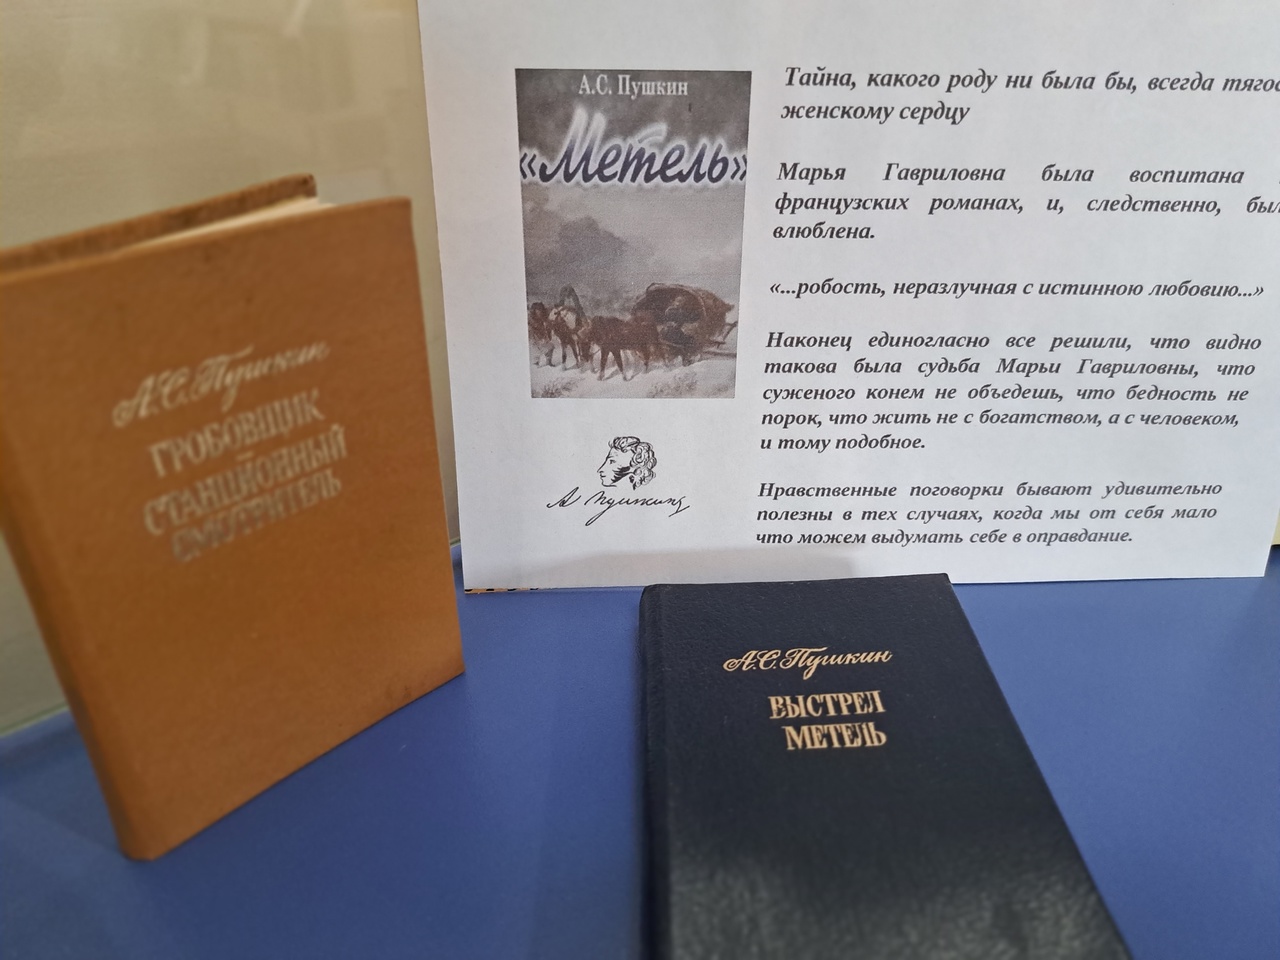 А.С. Пушкин
«Метель»
А Пушкинъ
Тайна, какого роду ни была бы, всегда
женскому сердцу
Марья Гавриловна была воспитана
французских романах, и, следственно,
влюблена.
«...робость, неразлучная с истинною любовию...»
Наконец единогласно все решили, что видно
такова была судьба Марьи Гавриловны, что
суженого конем не объедешь, что бедность не
порок, что жить не с богатством, а с человеком,
и тому подобное.
Нравственные поговорки бывают удивительно
полезны в тех случаях, когда мы от себя мало
что можем выдумать себе в оправдание.
А.С.Пушкин
ГРОБОВЩИК
СТАНЦИОННЫЙ
СМОТРИТЕЛЬ
А.С.Пушкин
ВЫСТРЕЛ
МЕТЕЛЬ